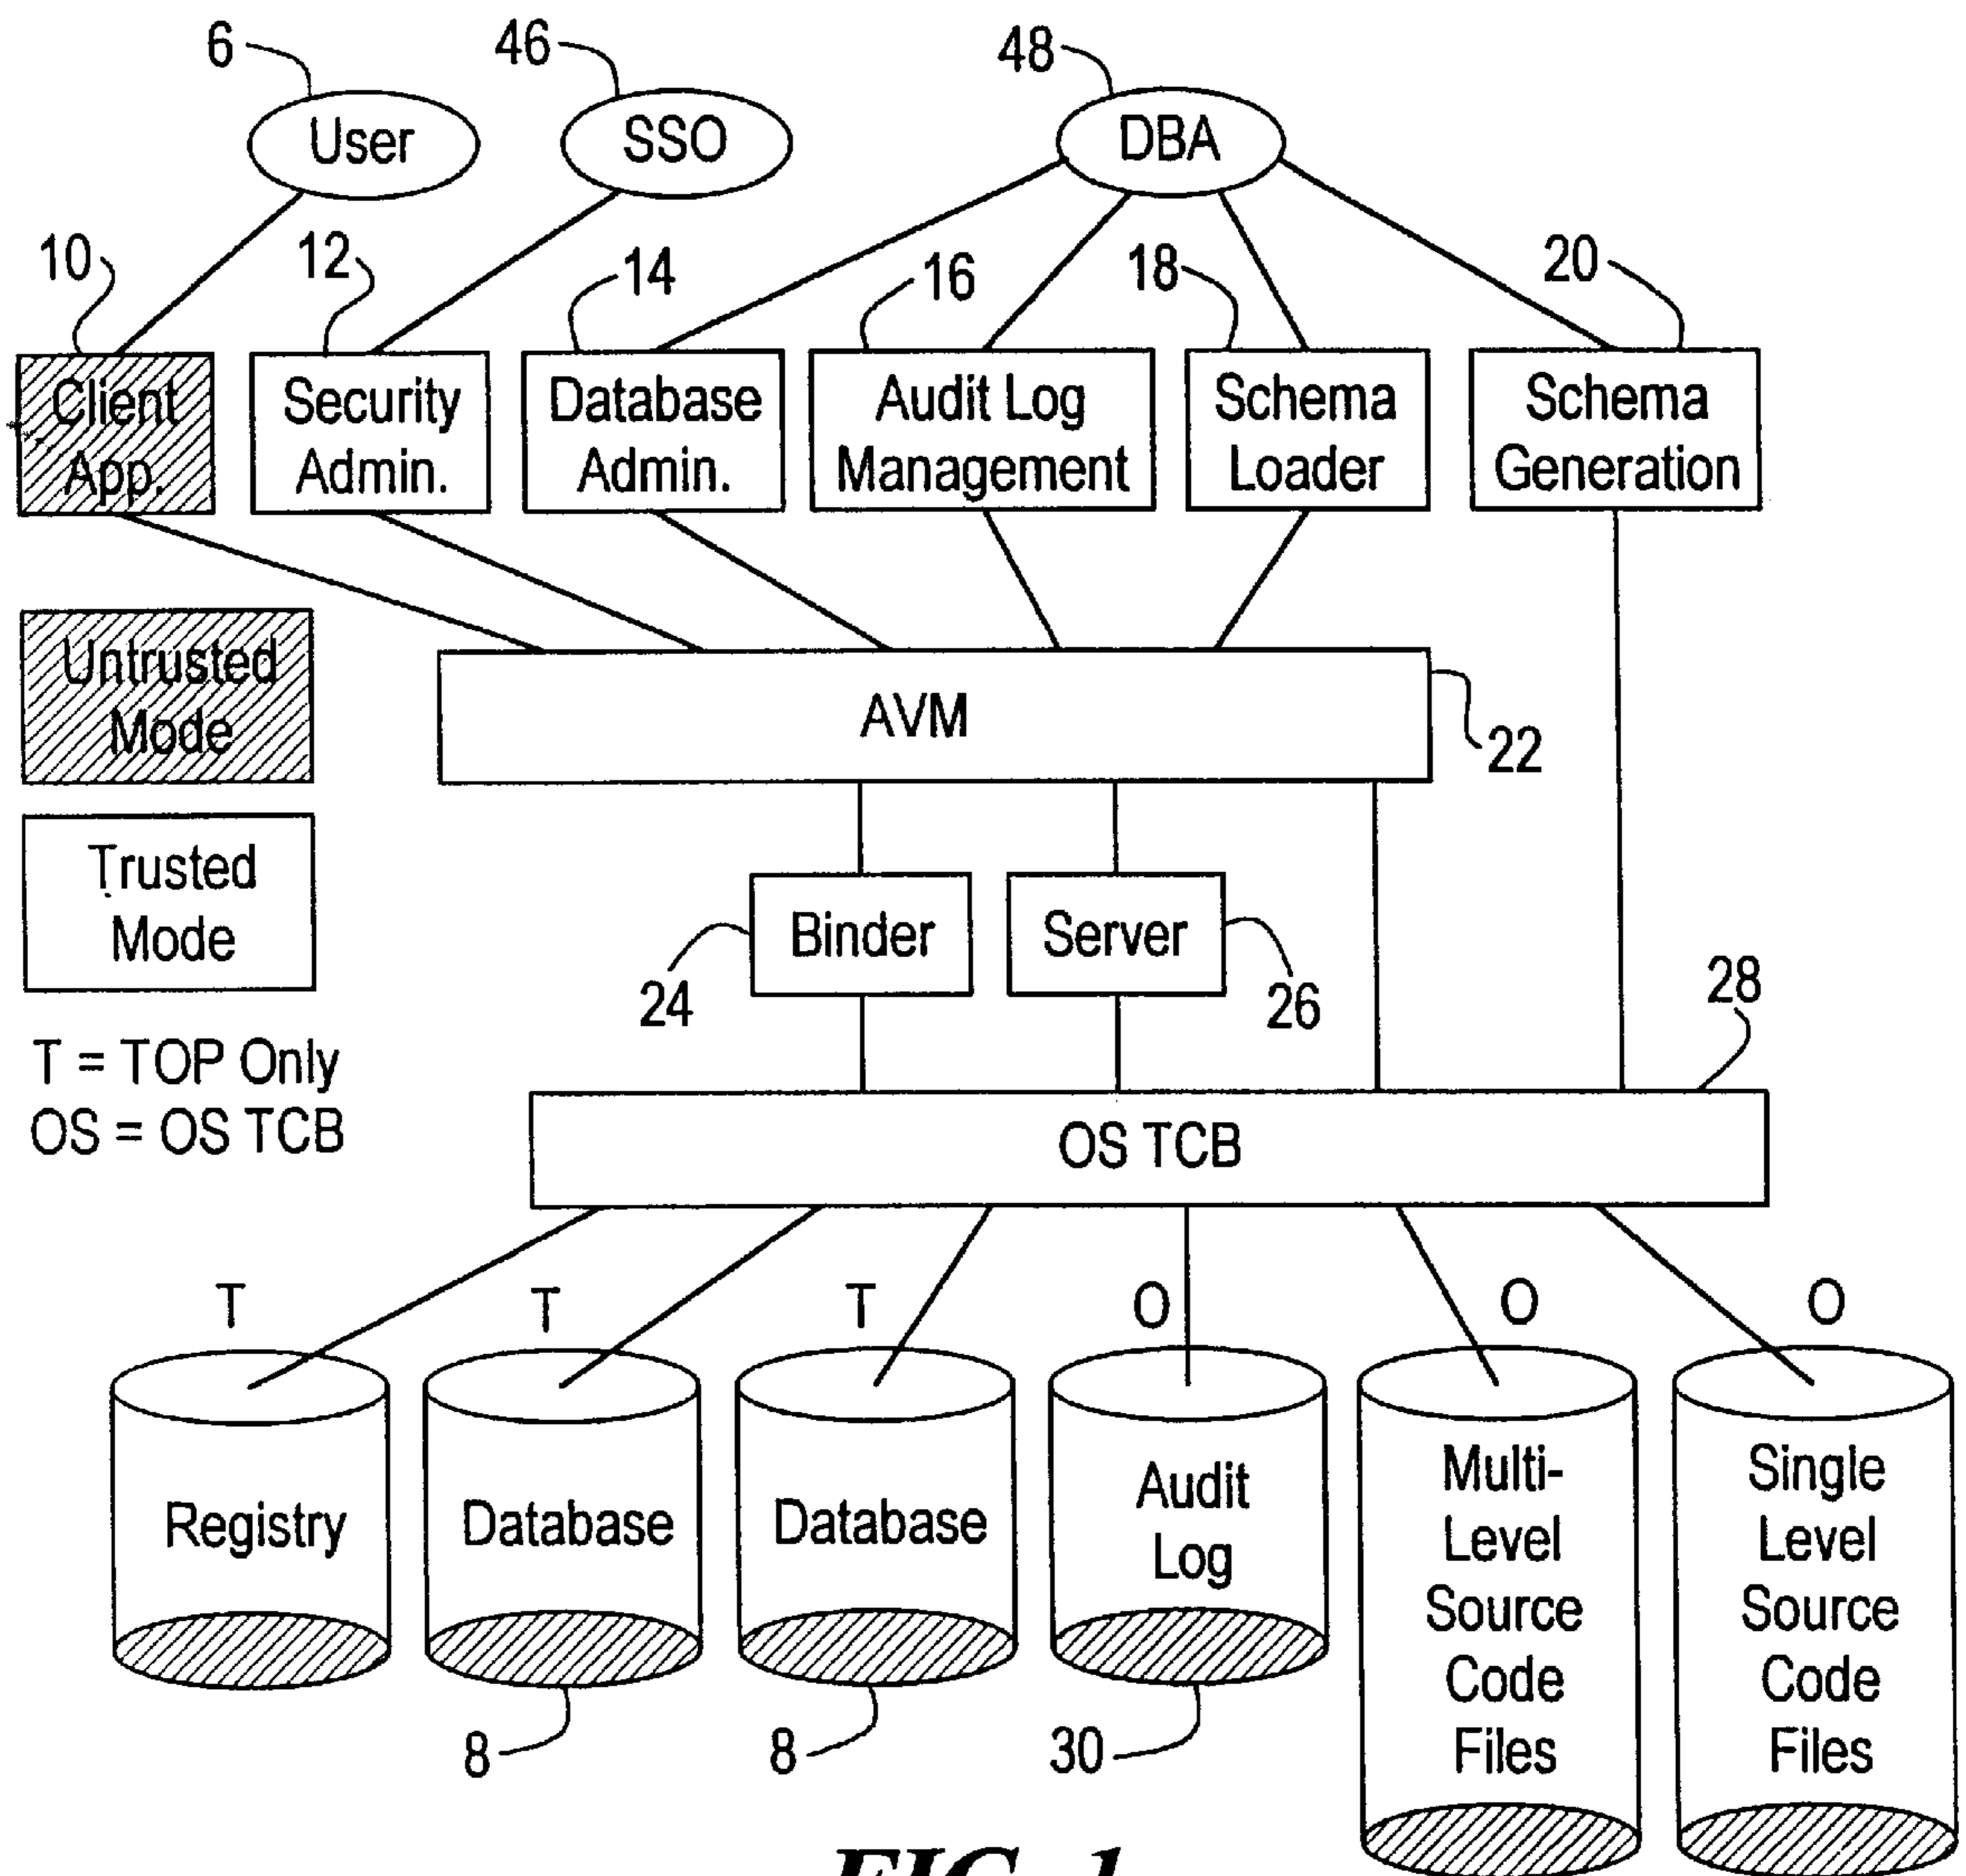 6
46
48
User
SSO
DBA
10
12
14
16
18
20
Client
App.
Security
Admin.
Database
Admin.
Audit Log
Management
Schema
Loader
Schema
Generation
Untrusted
Mode
AVM
22
Trusted
Mode
Binder
Server
24
26
28
T = TOP Only
OS = OS TCB
OS TCB
T
T
T
O
O
O
Registry
Database
Database
Audit
Log
Multi-
Level
Source
Code
Files
Single
Level
Source
Code
Files
8
8
30
FIG. 1